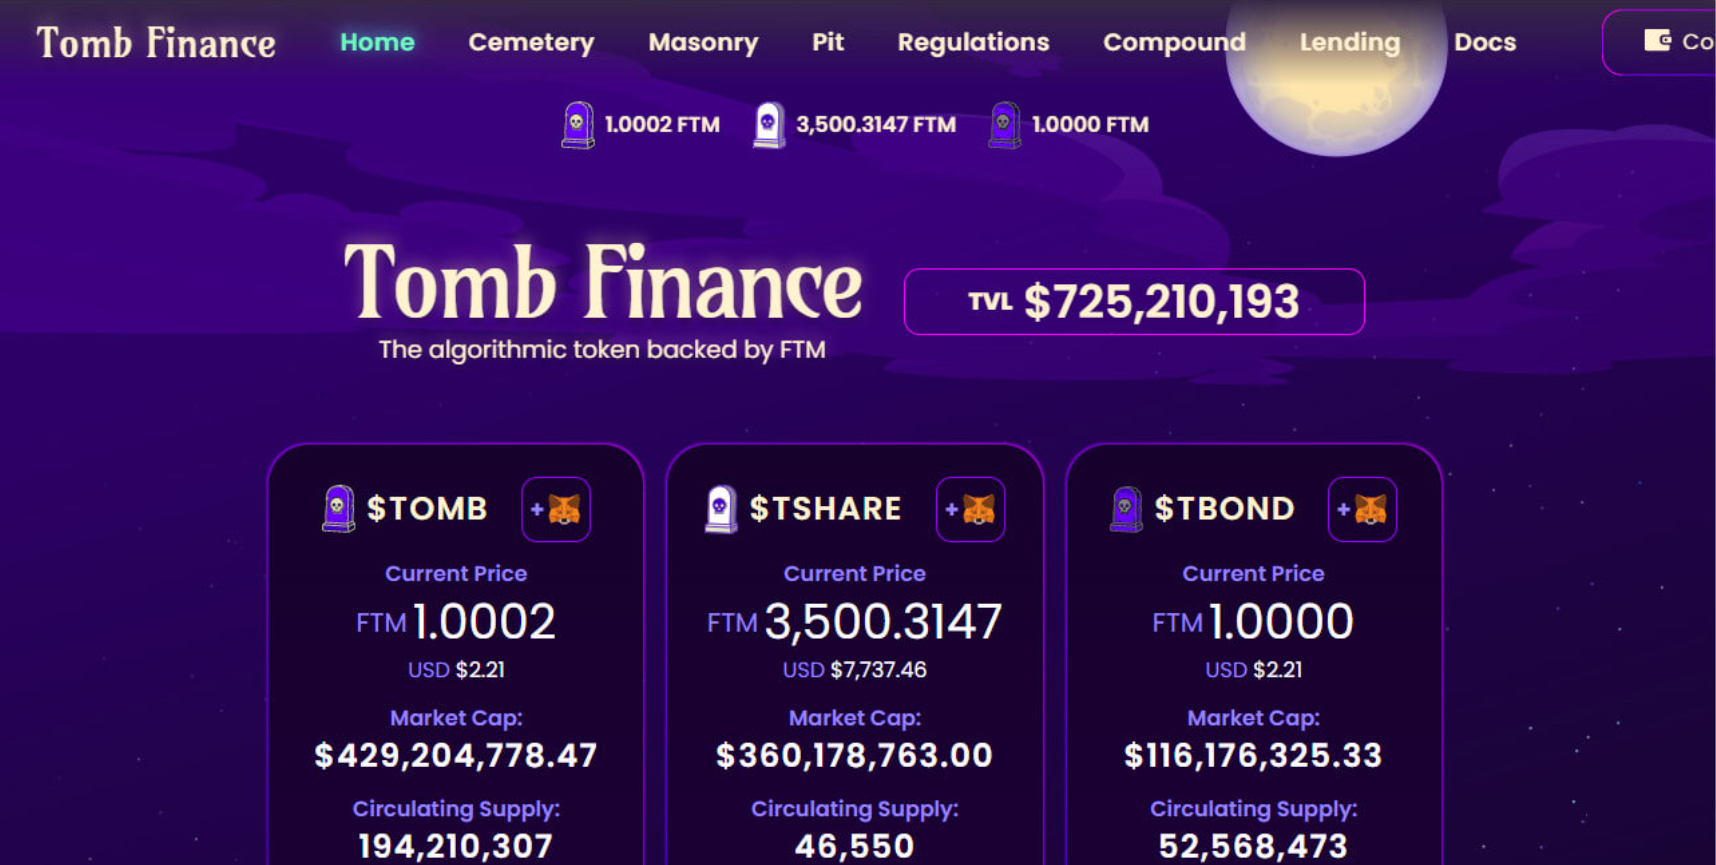 Tomb Finance Home Cemetery Masonry Pit Regulations Compound Lending Docs Co
1.0002 FTM 3,500.3147 FTM 1.0000 FTM
Tomb Finance
TVL $725,210,193
The algorithmic token backed by FTM
$TOMB + $TSHARE + $TBOND +
Current Price Current Price Current Price
FTM 1.0002 FTM 3,500.3147 FTM 1.0000
USD $2.21 USD $7,737.46 USD $2.21
Market Cap: Market Cap: Market Cap:
$429,204,778.47 $360,178,763.00 $116,176,325.33
Circulating Supply: Circulating Supply: Circulating Supply:
194,210,307 46,550 52,568,473